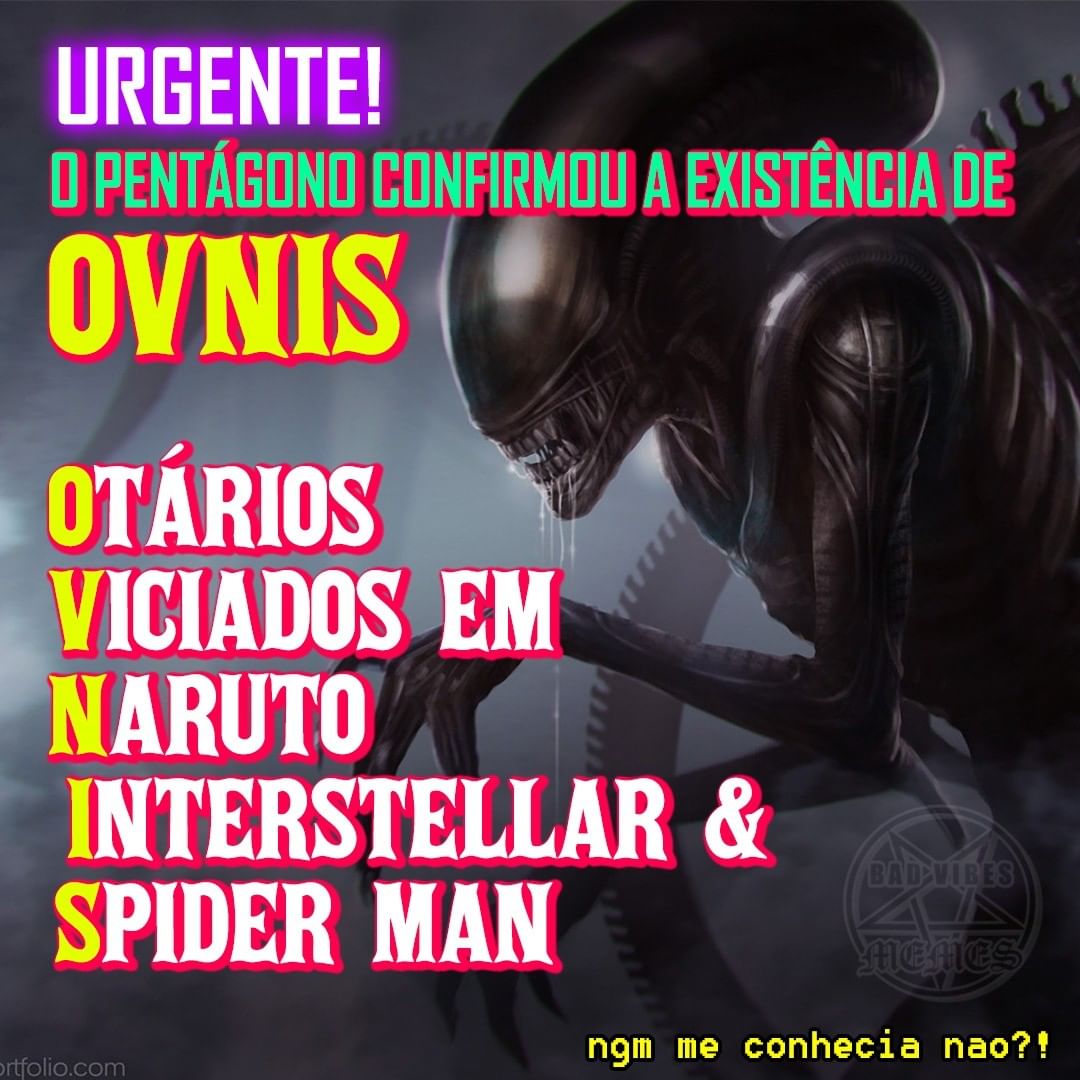 URGENTE!
O PENTÁGONO CONFIRMOU A EXISTÊNCIA DE
OVNIS
OTÁRIOS
VICIADOS EM
NARUTO
INTERSTELLAR &
SPIDER MAN
BAD VIBES
MEMES
ngm me conhecia nao?!
rtfolio.com